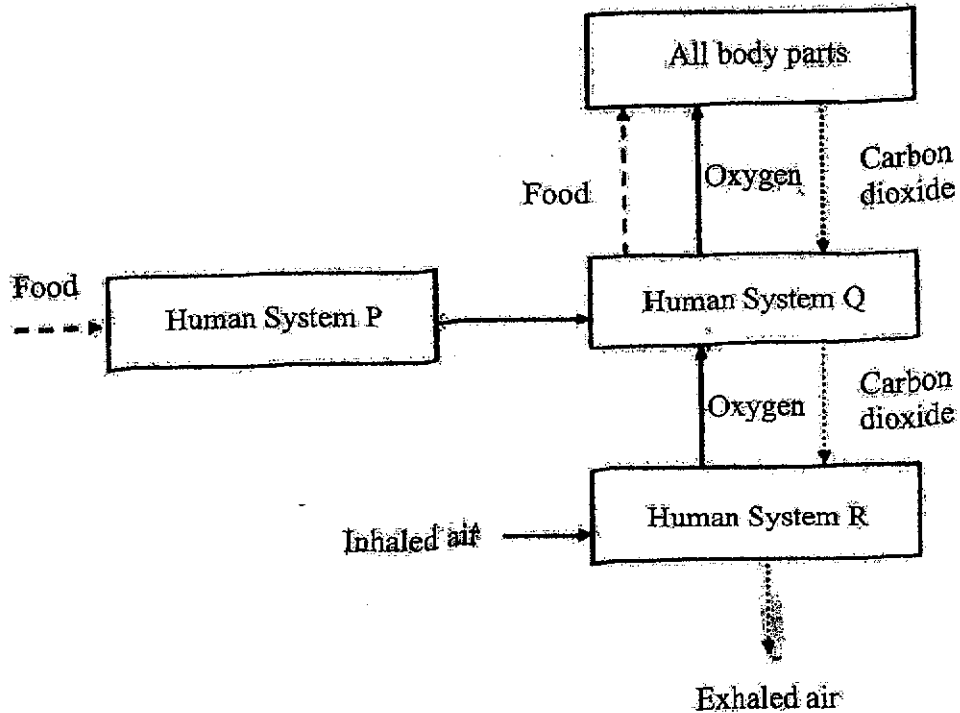 All body parts
Food
Oxygen
Carbon
dioxide
Food
Human System P
Human System Q
Oxygen
Carbon
dioxide
Inhaled air
Human System R
Exhaled air